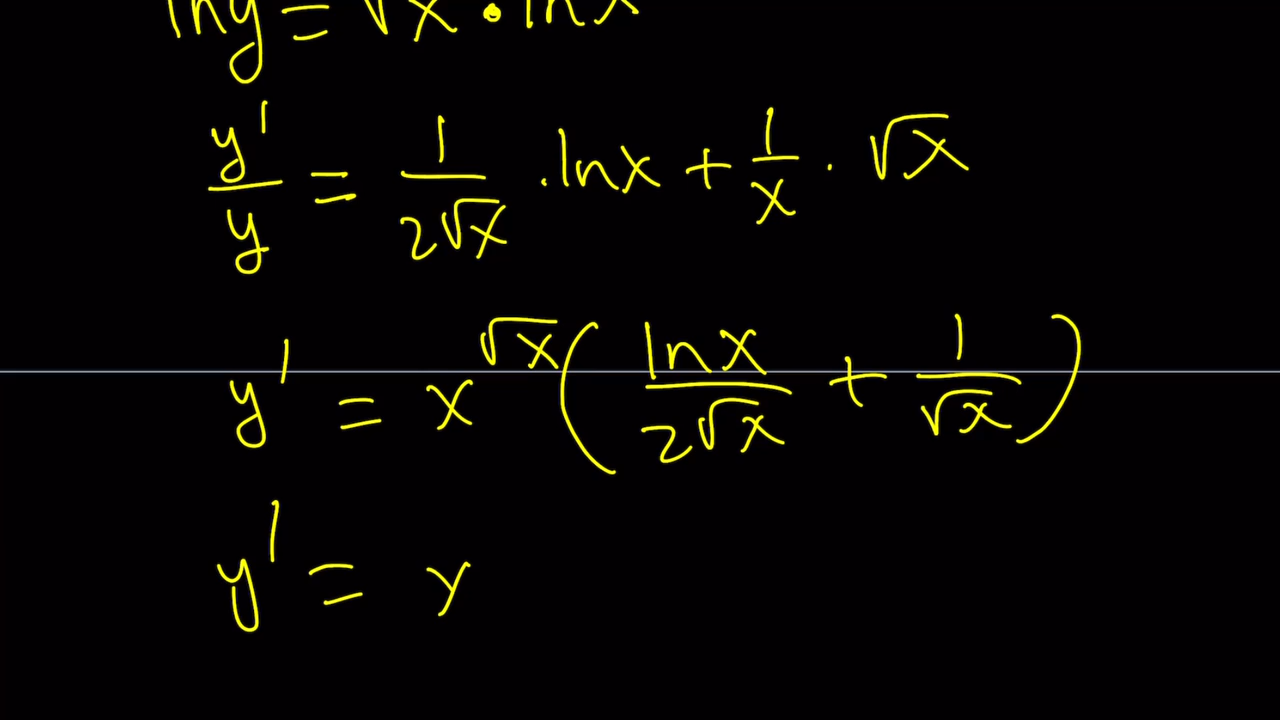 ln y = √x • ln x
y'/y = 1/(2√x) . ln x + 1/x . √x
y' = x^√x ( ln x/(2√x) + 1/√x )
y' = x